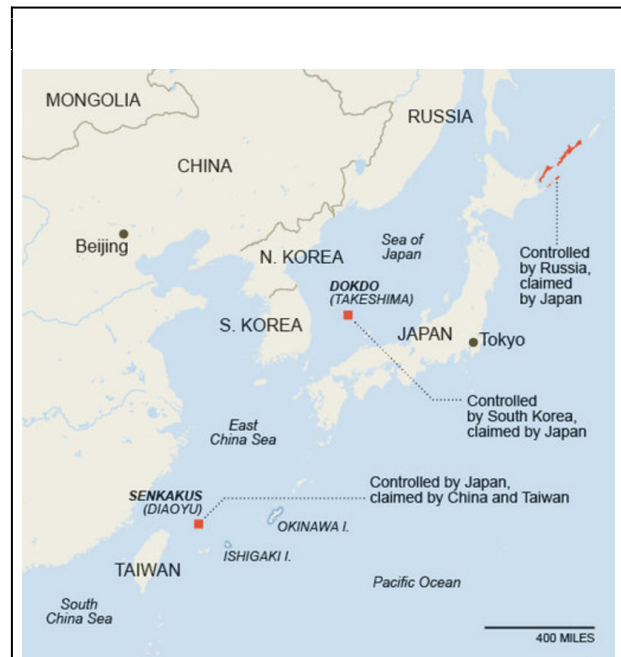 MONGOLIA
RUSSIA
CHINA
Beijing
N. KOREA
Sea of
Japan
Controlled
by Russia,
claimed
by Japan
DOKDO
(TAKESHIMA)
S. KOREA
JAPAN
Tokyo
Controlled
by South Korea,
claimed by Japan
East
China Sea
Controlled by Japan,
claimed by China and Taiwan
SENKAKUS
(DIAOYU)
OKINAWA I.
ISHIGAKI I.
TAIWAN
Pacific Ocean
South
China Sea
400 MILES